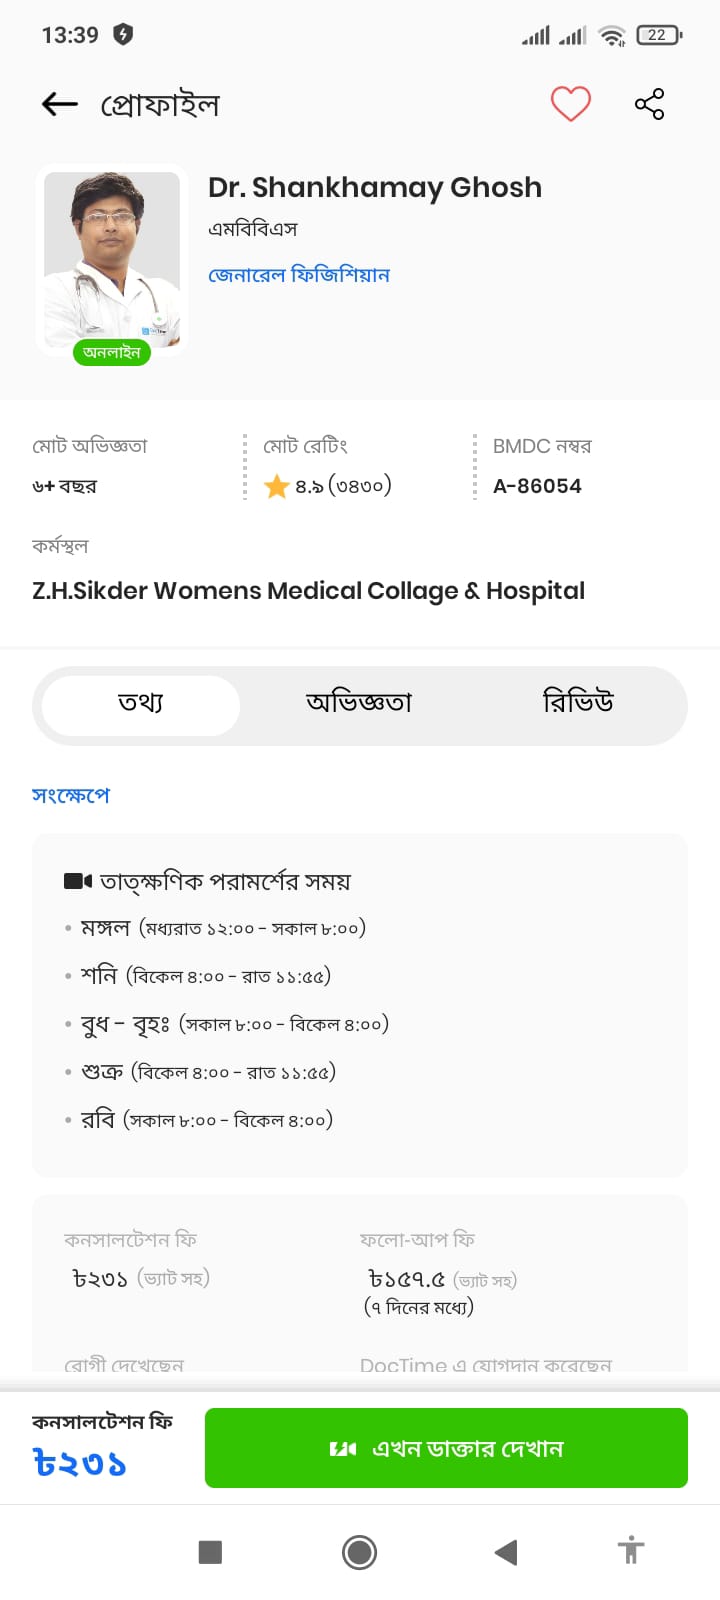 13:39
22
প্রোফাইল
Dr. Shankhamay Ghosh
এমবিবিএস
জেনারেল ফিজিশিয়ান
অনলাইন
মোট অভিজ্ঞতা
৬+ বছর
মোট রেটিং
৪.৯ (৩৪৩০)
BMDC নম্বর
A-86054
কর্মস্থল
Z.H.Sikder Womens Medical Collage & Hospital
তথ্য
অভিজ্ঞতা
রিভিউ
সংক্ষেপে
তাত্ক্ষণিক পরামর্শের সময়
• মঙ্গল (মধ্যরাত ১২:০০ - সকাল ৮:০০)
• শনি (বিকেল ৪:০০ - রাত ১১:৫৫)
• বুধ - বৃহঃ (সকাল ৮:০০ - বিকেল ৪:০০)
• শুক্র (বিকেল ৪:০০ - রাত ১১:৫৫)
• রবি (সকাল ৮:০০ - বিকেল ৪:০০)
কনসালটেশন ফি
৳২৩১ (ভ্যাট সহ)
ফলো-আপ ফি
৳১৫৭.৫ (ভ্যাট সহ)
(৭ দিনের মধ্যে)
রোগী দেখেছেন
DocTime এ যোগদান করেছেন
কনসালটেশন ফি
৳২৩১
এখন ডাক্তার দেখান